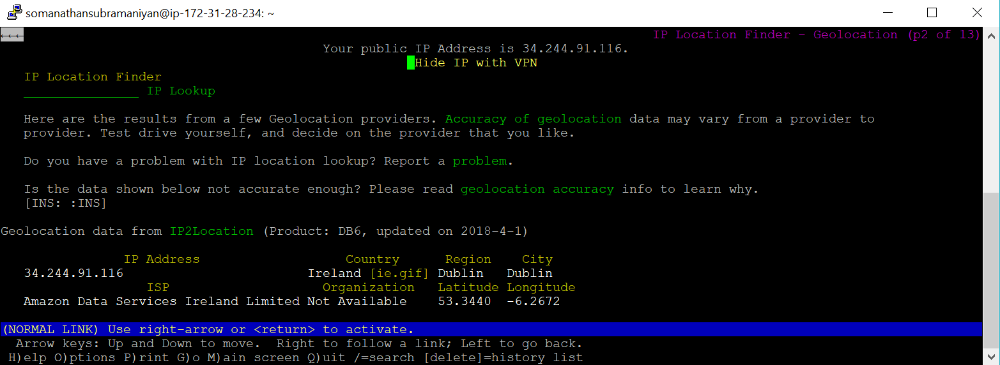 somanathansubramaniyan@ip-172-31-28-234: ~
←←← IP Location Finder - Geolocation (p2 of 13)
Your public IP Address is 34.244.91.116.
Hide IP with VPN
IP Location Finder
_______________ IP Lookup
Here are the results from a few Geolocation providers. Accuracy of geolocation data may vary from a provider to
provider. Test drive yourself, and decide on the provider that you like.
Do you have a problem with IP location lookup? Report a problem.
Is the data shown below not accurate enough? Please read geolocation accuracy info to learn why.
[INS: :INS]
Geolocation data from IP2Location (Product: DB6, updated on 2018-4-1)
IP Address Country Region City
34.244.91.116 Ireland [ie.gif] Dublin Dublin
ISP Organization Latitude Longitude
Amazon Data Services Ireland Limited Not Available 53.3440 -6.2672
(NORMAL LINK) Use right-arrow or <return> to activate.
Arrow keys: Up and Down to move. Right to follow a link; Left to go back.
H)elp O)ptions P)rint G)o M)ain screen Q)uit /=search [delete]=history list